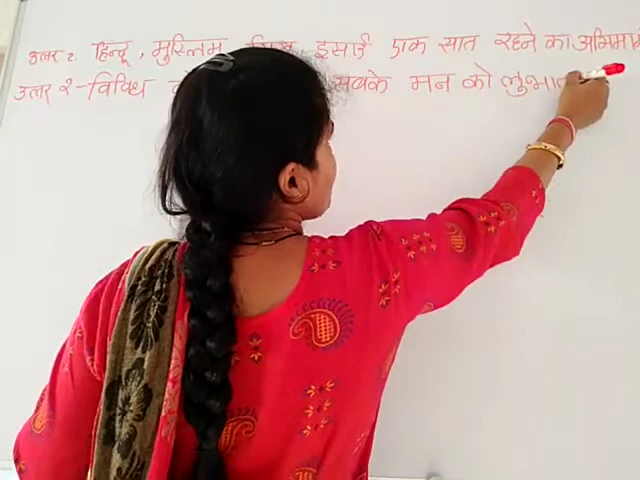 उत्तर १. हिन्दू, मुस्लिम सिख इसाई एक सात रहने का अभिमान
उत्तर २-विविध सबके मन को लुभा